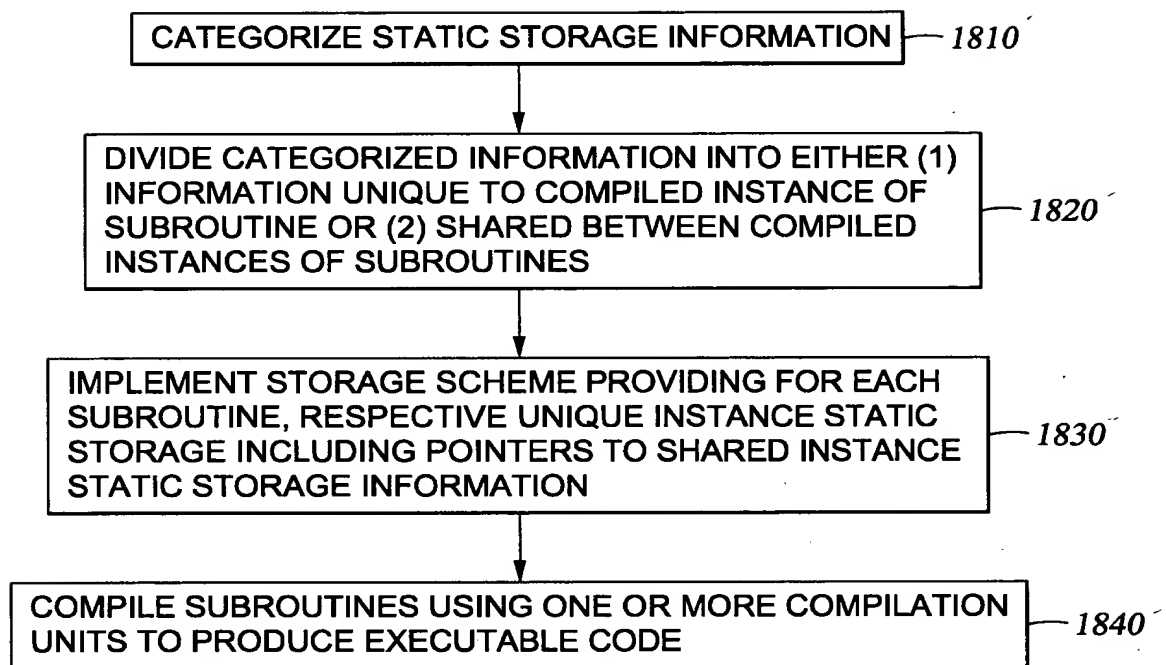 CATEGORIZE STATIC STORAGE INFORMATION
1810
DIVIDE CATEGORIZED INFORMATION INTO EITHER (1)
INFORMATION UNIQUE TO COMPILED INSTANCE OF
SUBROUTINE OR (2) SHARED BETWEEN COMPILED
INSTANCES OF SUBROUTINES
1820
IMPLEMENT STORAGE SCHEME PROVIDING FOR EACH
SUBROUTINE, RESPECTIVE UNIQUE INSTANCE STATIC
STORAGE INCLUDING POINTERS TO SHARED INSTANCE
STATIC STORAGE INFORMATION
1830
COMPILE SUBROUTINES USING ONE OR MORE COMPILATION
UNITS TO PRODUCE EXECUTABLE CODE
1840